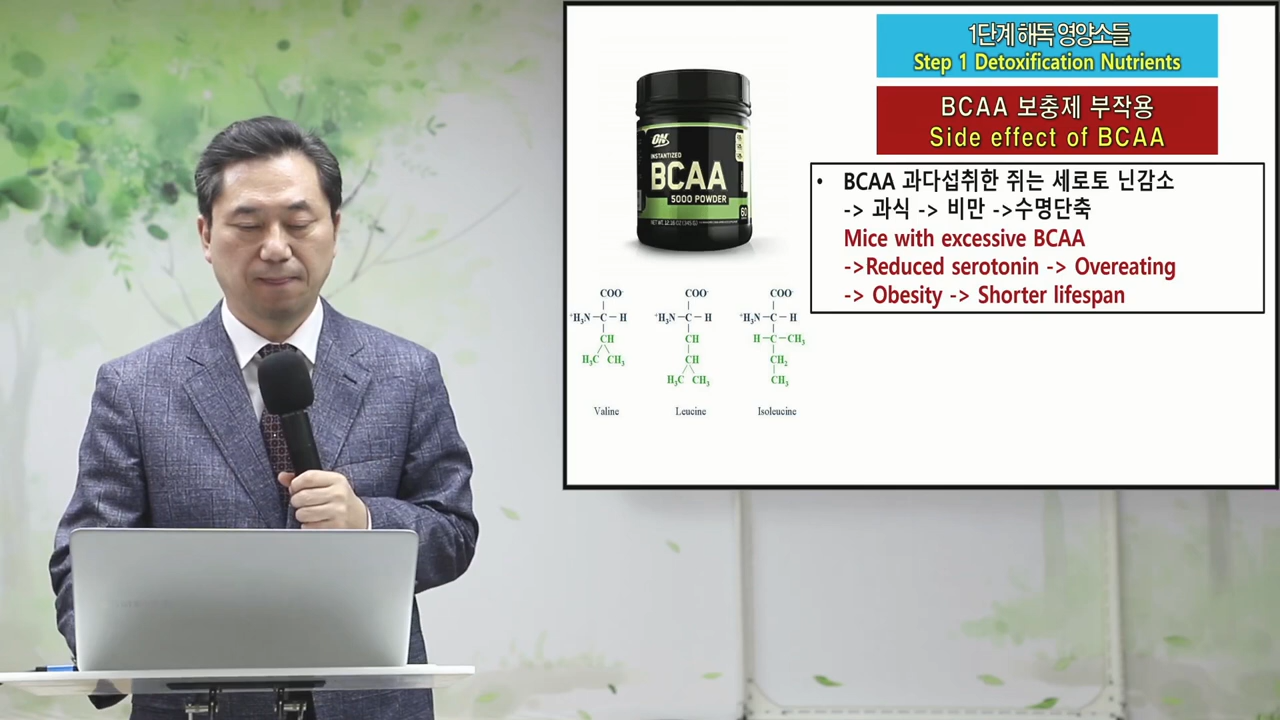 1단계 해독 영양소들
Step 1 Detoxification Nutrients
BCAA 보충제 부작용
Side effect of BCAA
• BCAA 과다섭취한 쥐는 세로토 닌감소
-> 과식 -> 비만 ->수명단축
Mice with excessive BCAA
->Reduced serotonin -> Overeating
-> Obesity -> Shorter lifespan
ON
INSTANTIZED
BCAA
5000 POWDER
60
COO⁻ COO⁻ COO⁻
⁺H₃N — C — H ⁺H₃N — C — H ⁺H₃N — C — H
CH CH H — C — CH₃
H₃C CH₃ CH CH₂
H₃C CH₃ CH₃
Valine Leucine Isoleucine